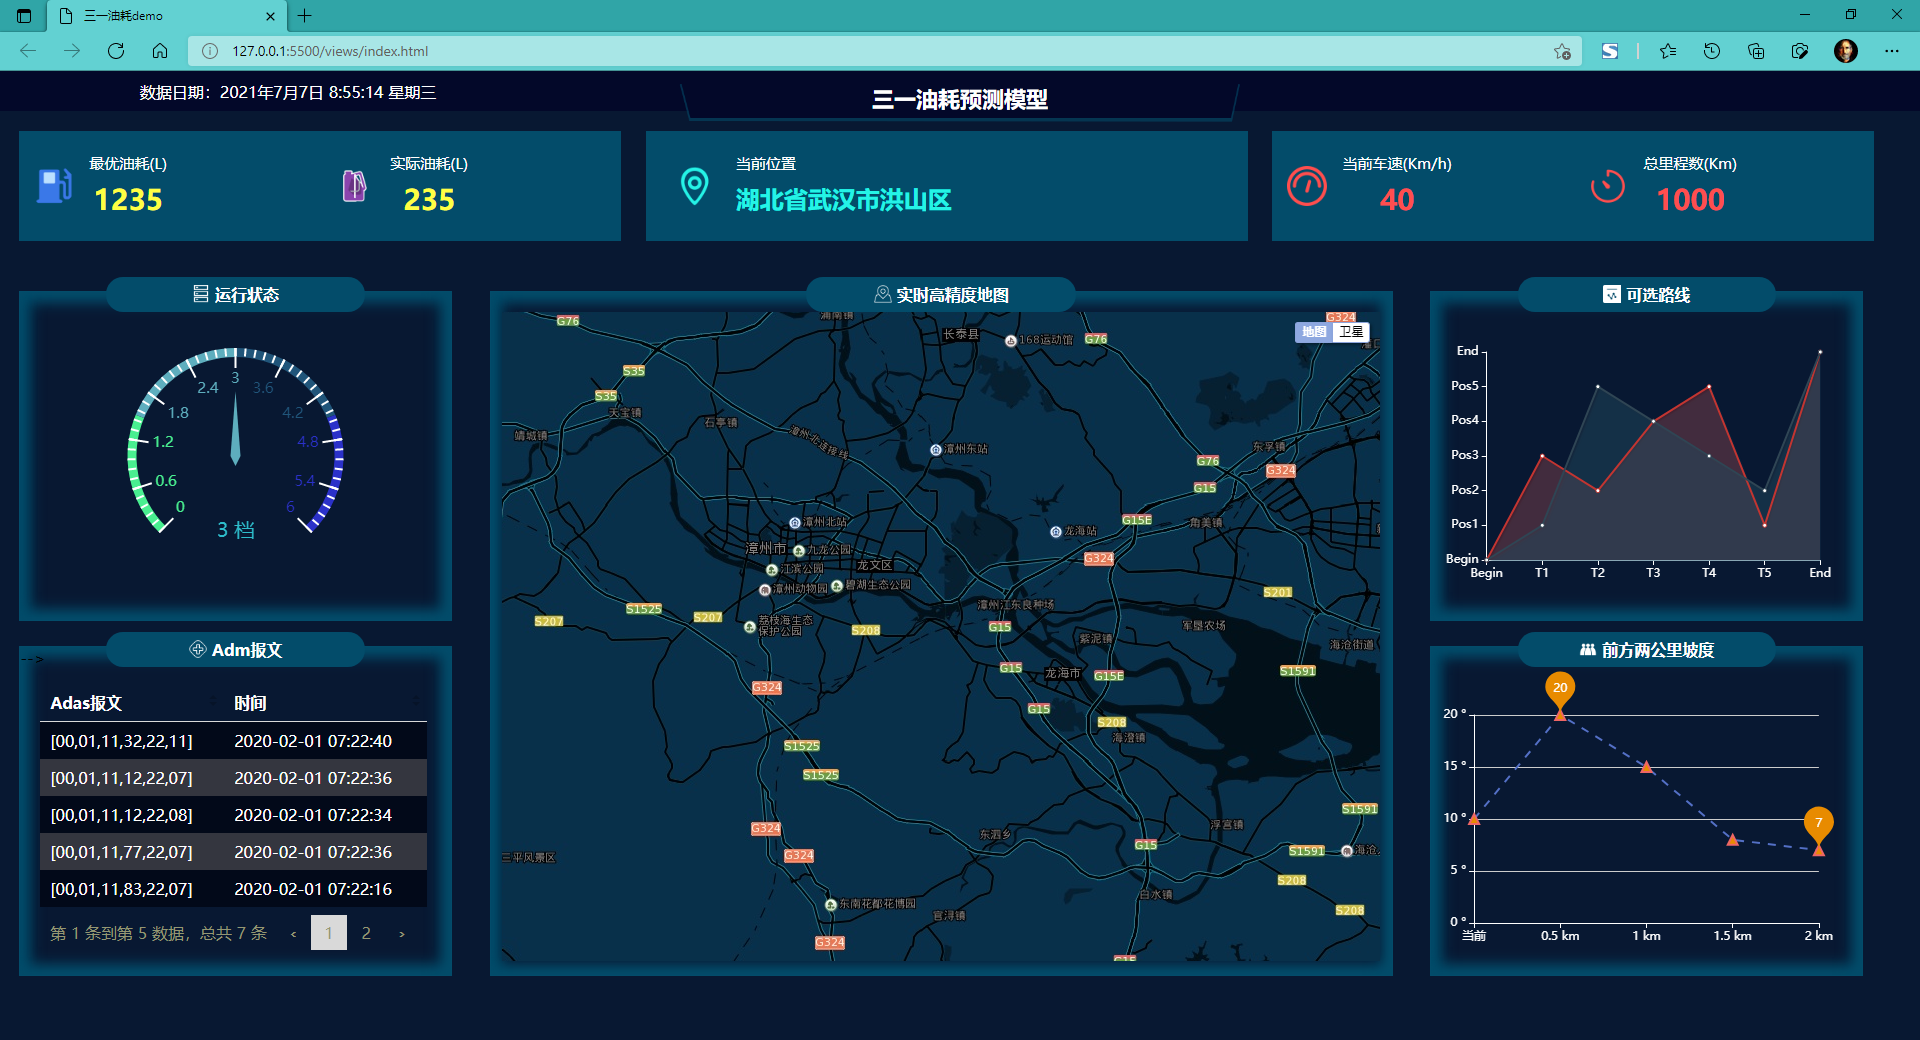 三一油耗demo
127.0.0.1:5500/views/index.html
数据日期：2021年7月7日 8:55:14 星期三
三一油耗预测模型
最优油耗(L)
1235
实际油耗(L)
235
当前位置
湖北省武汉市洪山区
当前车速(Km/h)
40
总里程数(Km)
1000
运行状态
0
0.6
1.2
1.8
2.4
3
3.6
4.2
4.8
5.4
6
3 档
-->
Adm报文
Adas报文 时间
[00,01,11,32,22,11] 2020-02-01 07:22:40
[00,01,11,12,22,07] 2020-02-01 07:22:36
[00,01,11,12,22,08] 2020-02-01 07:22:34
[00,01,11,77,22,07] 2020-02-01 07:22:36
[00,01,11,83,22,07] 2020-02-01 07:22:16
第 1 条到第 5 数据，总共 7 条 ‹ 1 2 ›
实时高精度地图
地图 卫星
G76
长泰县
168运动馆
G76
G324
S35
S35
天宝镇
靖城镇
石亭镇
漳州北连接线
漳州东站
东孚镇
G76
G324
G15
G15E
角美镇
漳州北站
龙海站
漳州市
九龙公园
G324
江滨公园
龙文区
漳州动物园
碧湖生态公园
S201
S1525
漳州江东良种场
S207
S207
荔枝海生态
保护公园
S208
G15
紫泥镇
军垦农场
海沧街道
G15
龙海市
G15E
S1591
G324
G15
S208
海澄镇
S1525
S1525
S1591
G324
东泗乡
浮宫镇
G15
三平风景区
G324
S1591
S208
白水镇
东南花都花博园
官浔镇
S208
G324
G15
可选路线
End
Pos5
Pos4
Pos3
Pos2
Pos1
Begin
Begin T1 T2 T3 T4 T5 End
前方两公里坡度
20
7
20 °
15 °
10 °
5 °
0 °
当前 0.5 km 1 km 1.5 km 2 km